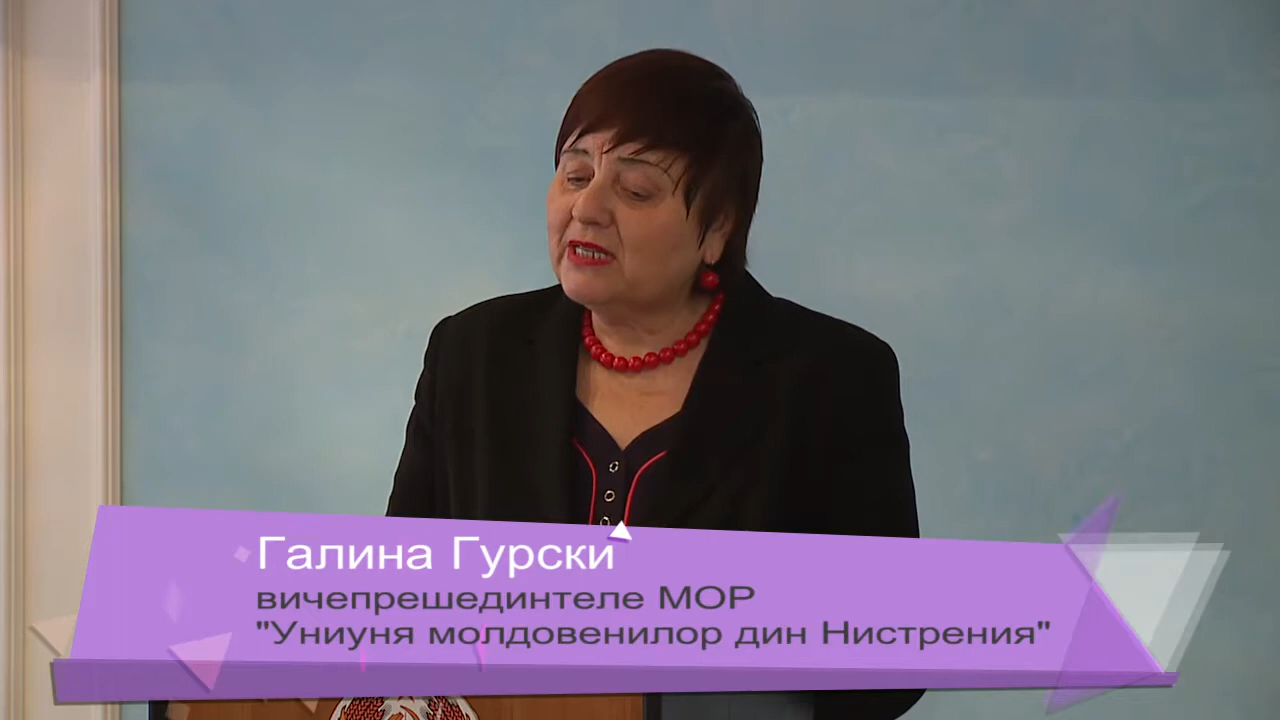 Галина Гурски
вичепрешединтеле МОР
"Униуня молдовенилор дин Нистрения"